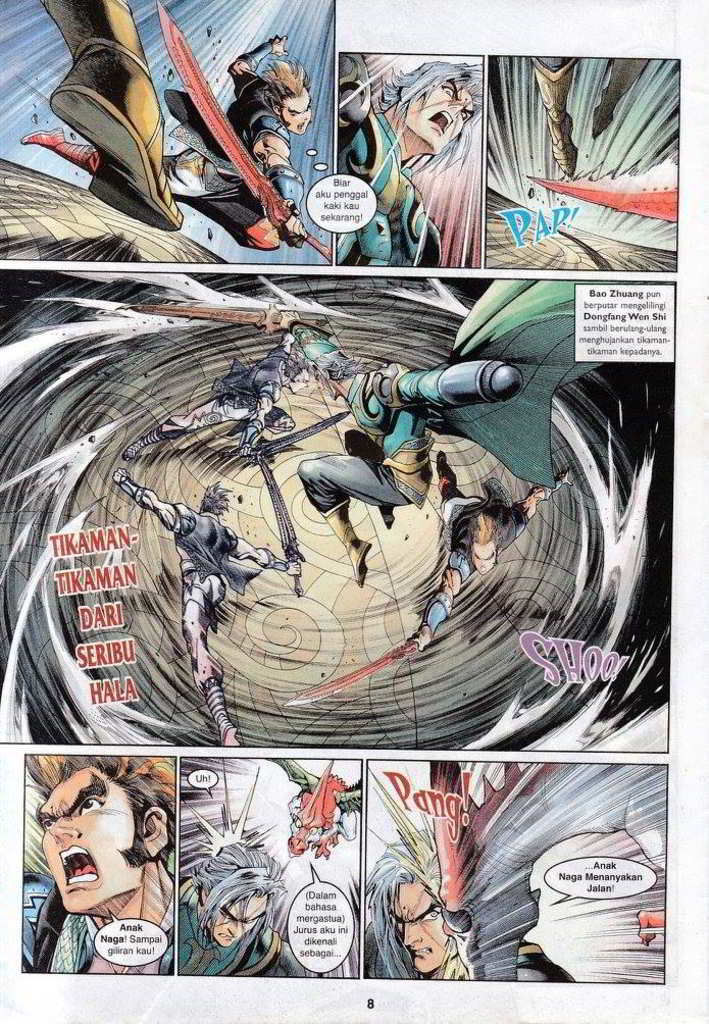 Biar
aku penggal
kaki kau
sekarang!
PAP!
Bao Zhuang pun
berputar mengelilingi
Dongfang Wen Shi
sambil berulang-ulang
menghujankan tikaman-
tikaman kepadanya.
TIKAMAN-
TIKAMAN
DARI
SERIBU
HALA
SHOO!
Anak
Naga! Sampai
giliran kau!
Uh!
(Dalam
bahasa
mergastua)
Jurus aku ini
dikenali
sebagai...
Pang!
...Anak
Naga Menanyakan
Jalan!
8